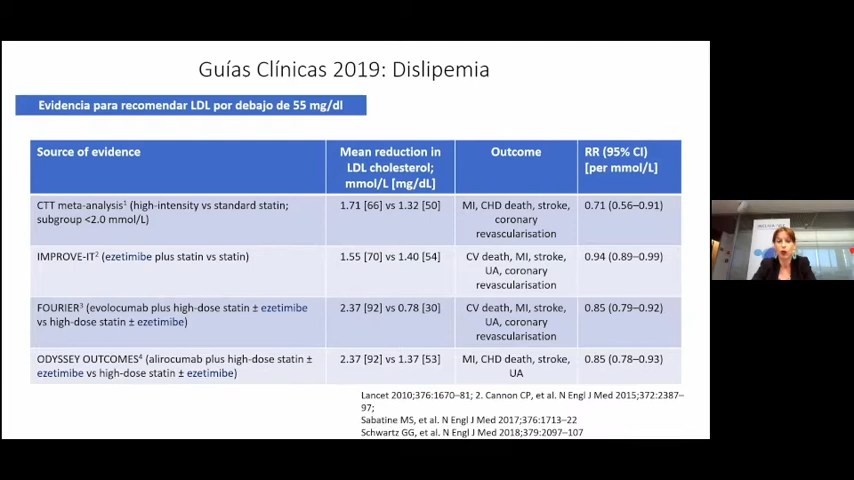 Guías Clínicas 2019: Dislipemia
Evidencia para recomendar LDL por debajo de 55 mg/dl
Source of evidence
Mean reduction in
LDL cholesterol;
mmol/L [mg/dL]
Outcome
RR (95% CI)
[per mmol/L]
CTT meta-analysis¹ (high-intensity vs standard statin;
subgroup <2.0 mmol/L)
1.71 [66] vs 1.32 [50]
MI, CHD death, stroke,
coronary
revascularisation
0.71 (0.56–0.91)
IMPROVE-IT² (ezetimibe plus statin vs statin)
1.55 [70] vs 1.40 [54]
CV death, MI, stroke,
UA, coronary
revascularisation
0.94 (0.89–0.99)
FOURIER³ (evolocumab plus high-dose statin ± ezetimibe
vs high-dose statin ± ezetimibe)
2.37 [92] vs 0.78 [30]
CV death, MI, stroke,
UA, coronary
revascularisation
0.85 (0.79–0.92)
ODYSSEY OUTCOMES⁴ (alirocumab plus high-dose statin ±
ezetimibe vs high-dose statin ± ezetimibe)
2.37 [92] vs 1.37 [53]
MI, CHD death, stroke,
UA
0.85 (0.78–0.93)
Lancet 2010;376:1670–81; 2. Cannon CP, et al. N Engl J Med 2015;372:2387–
97;
Sabatine MS, et al. N Engl J Med 2017;376:1713–22
Schwartz GG, et al. N Engl J Med 2018;379:2097–107